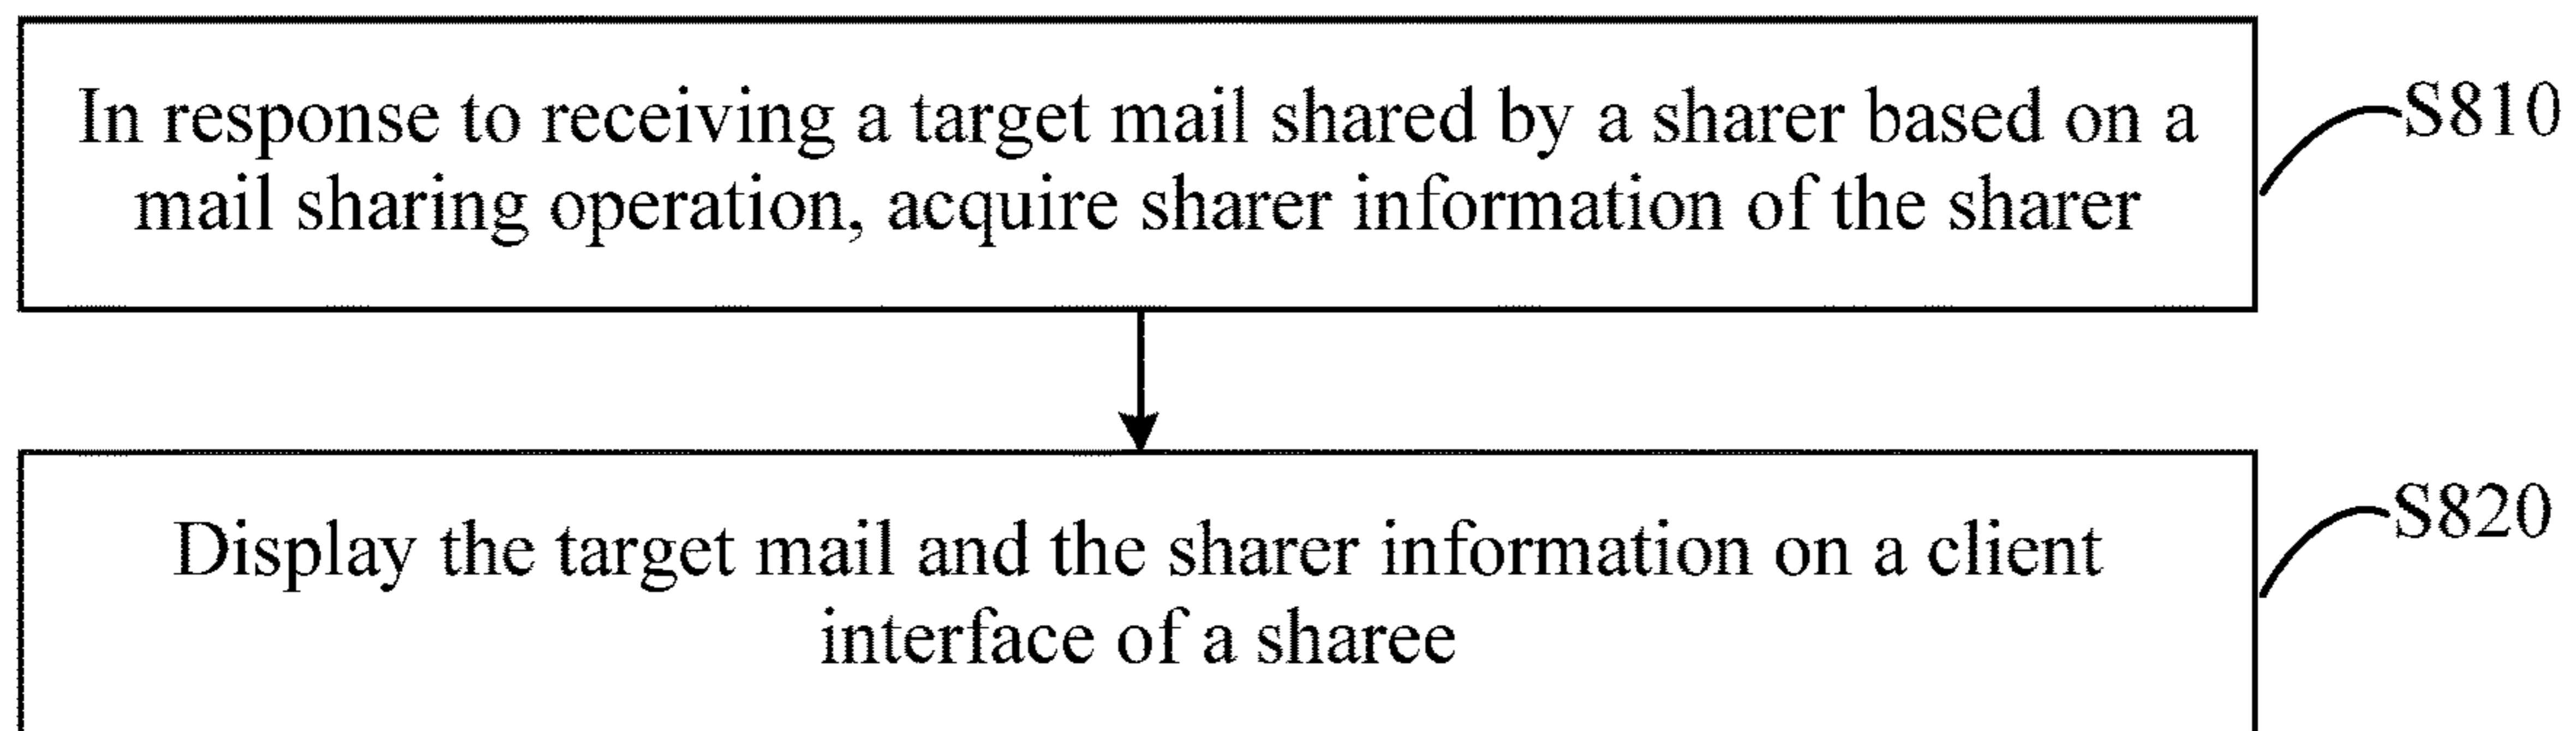 In response to receiving a target mail shared by a sharer based on a
mail sharing operation, acquire sharer information of the sharer
S810
Display the target mail and the sharer information on a client
interface of a sharee
S820